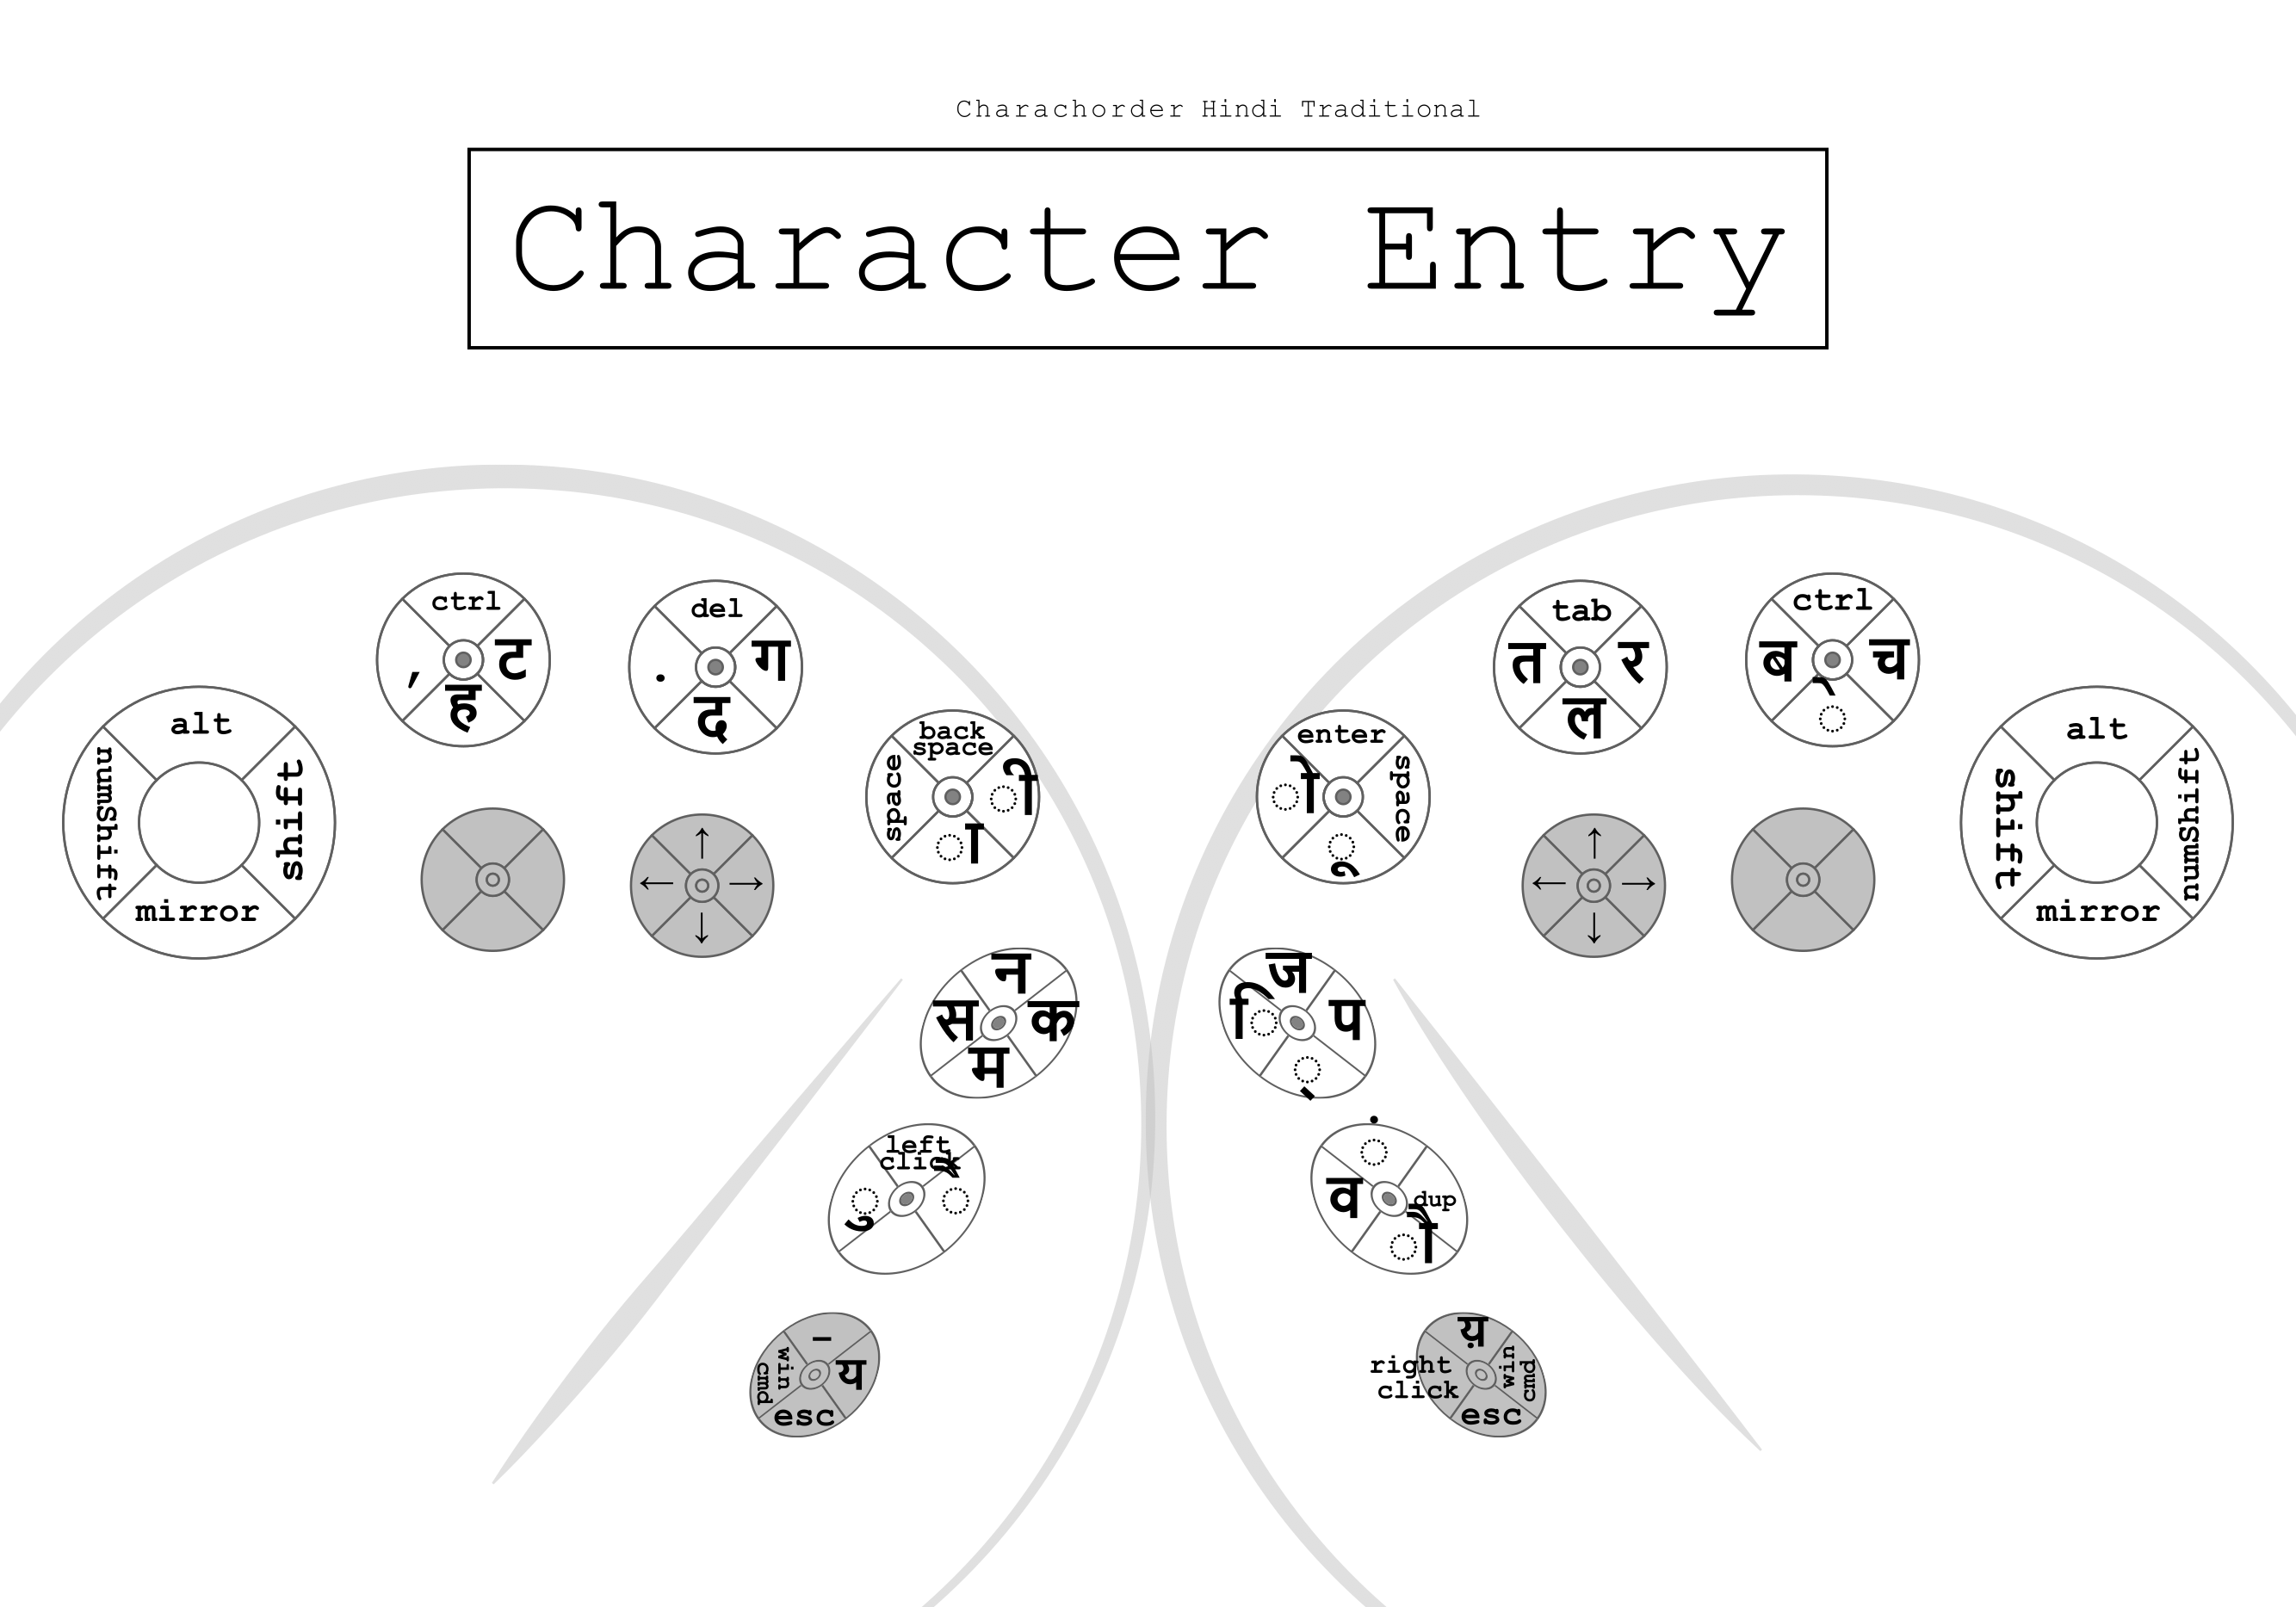 Charachorder Hindi Traditional
Character Entry
ctrl
, ट
ह
del
. ग
द
back
space
space ी
ा
alt
numShift shift
mirror
↑
← →
↓
न
स क
म
left
click
ु ै
-
win
cmd य
esc
enter
ो space
ू
tab
त र
ल
ctrl
ब च
े
alt
shift numShift
mirror
↑
← →
↓
ज
ि प
़
ं
व dup
ौ
य़
right
click win
cmd
esc